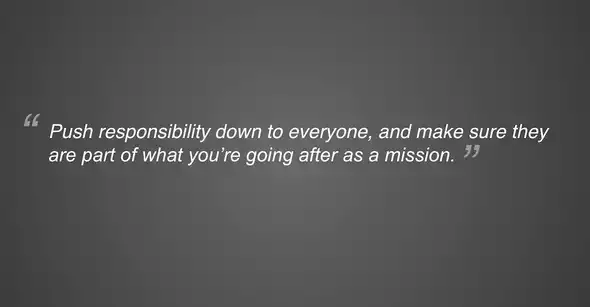 “ Push responsibility down to everyone, and make sure they
are part of what you’re going after as a mission. ”